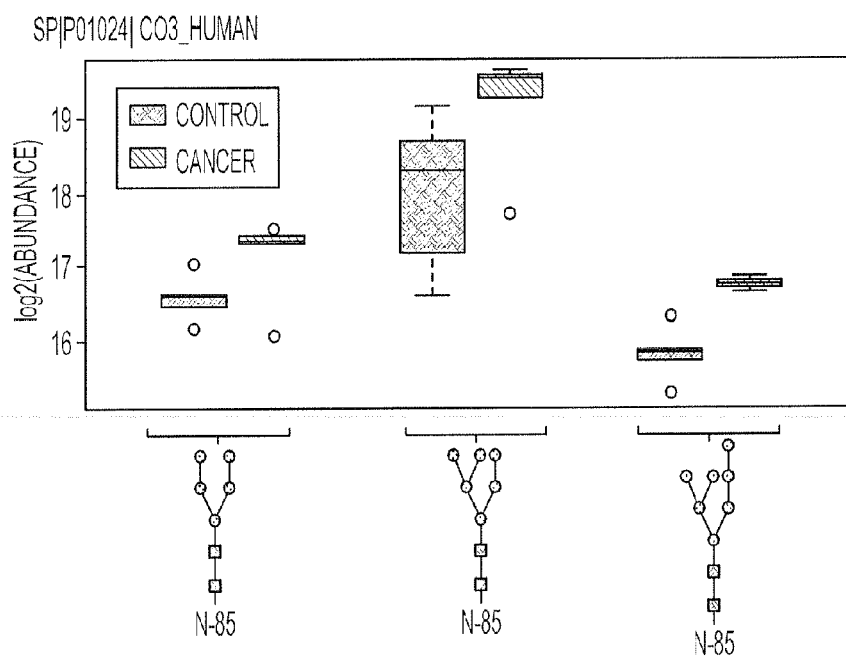 SP|P01024| CO3_HUMAN
CONTROL
CANCER
log2(ABUNDANCE)
19
18
17
16
N-85
N-85
N-85